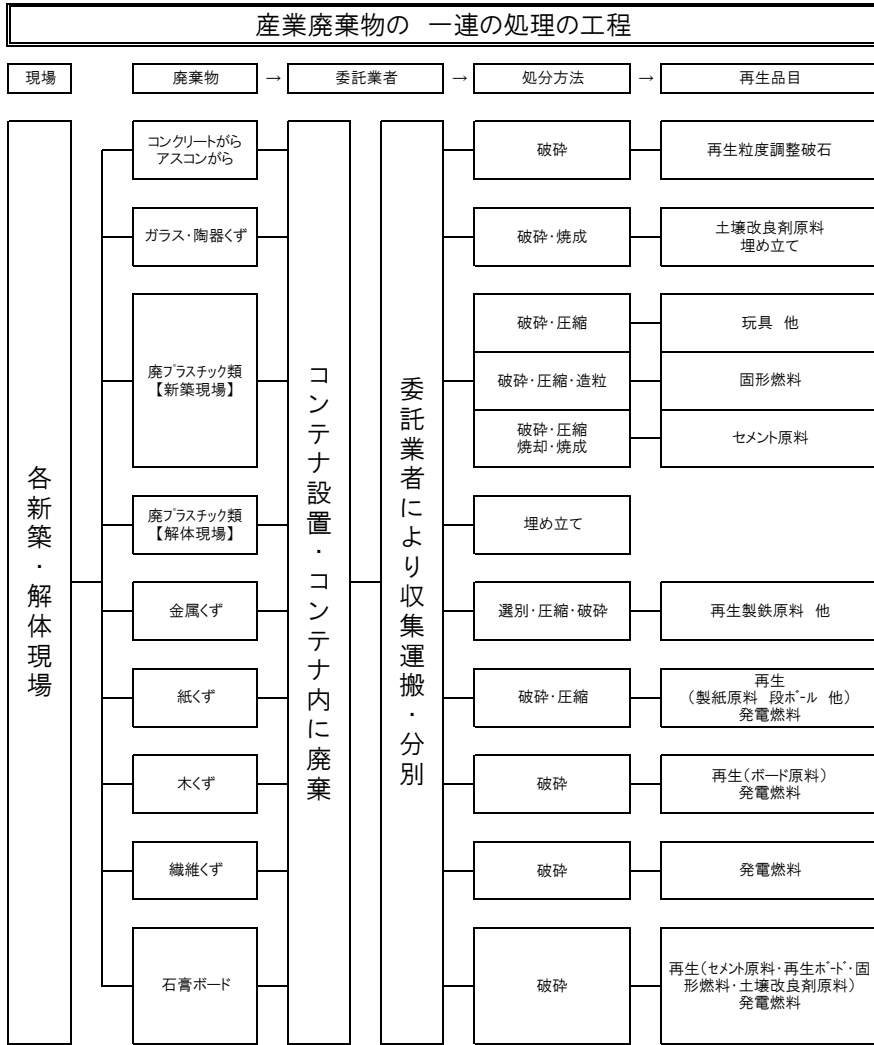 産業廃棄物の 一連の処理の工程
現場
廃棄物
→
委託業者
→
処分方法
→
再生品目
各新築・解体現場
コンクリートがら
アスコンがら
ガラス・陶器くず
廃プラスチック類
【新築現場】
廃プラスチック類
【解体現場】
金属くず
紙くず
木くず
繊維くず
石膏ボード
コンテナ設置・コンテナ内に廃棄
委託業者により収集運搬・分別
破砕
再生粒度調整破石
破砕・焼成
土壌改良剤原料
埋め立て
破砕・圧縮
玩具 他
破砕・圧縮・造粒
固形燃料
破砕・圧縮
焼却・焼成
セメント原料
埋め立て
選別・圧縮・破砕
再生製鉄原料 他
破砕・圧縮
再生
(製紙原料 段ボール 他)
発電燃料
破砕
再生(ボード原料)
発電燃料
破砕
発電燃料
破砕
再生(セメント原料・再生ボード・固
形燃料・土壌改良剤原料)
発電燃料